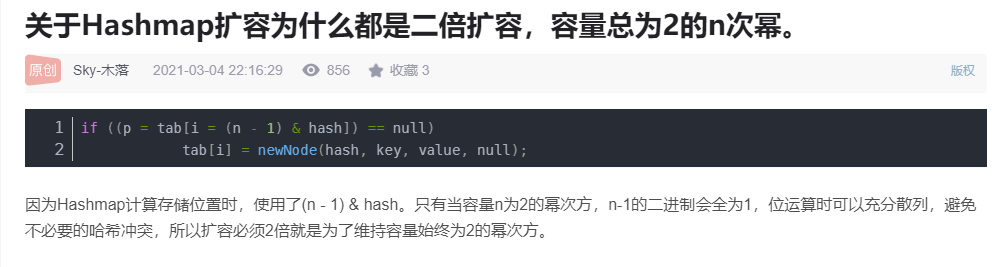 关于Hashmap扩容为什么都是二倍扩容，容量总为2的n次幂。
原创 Sky-木落 2021-03-04 22:16:29 856 收藏 3 版权
1 if ((p = tab[i = (n - 1) & hash]) == null)
2 tab[i] = newNode(hash, key, value, null);
因为Hashmap计算存储位置时，使用了(n - 1) & hash。只有当容量n为2的幂次方，n-1的二进制会全为1，位运算时可以充分散列，避免
不必要的哈希冲突，所以扩容必须2倍就是为了维持容量始终为2的幂次方。